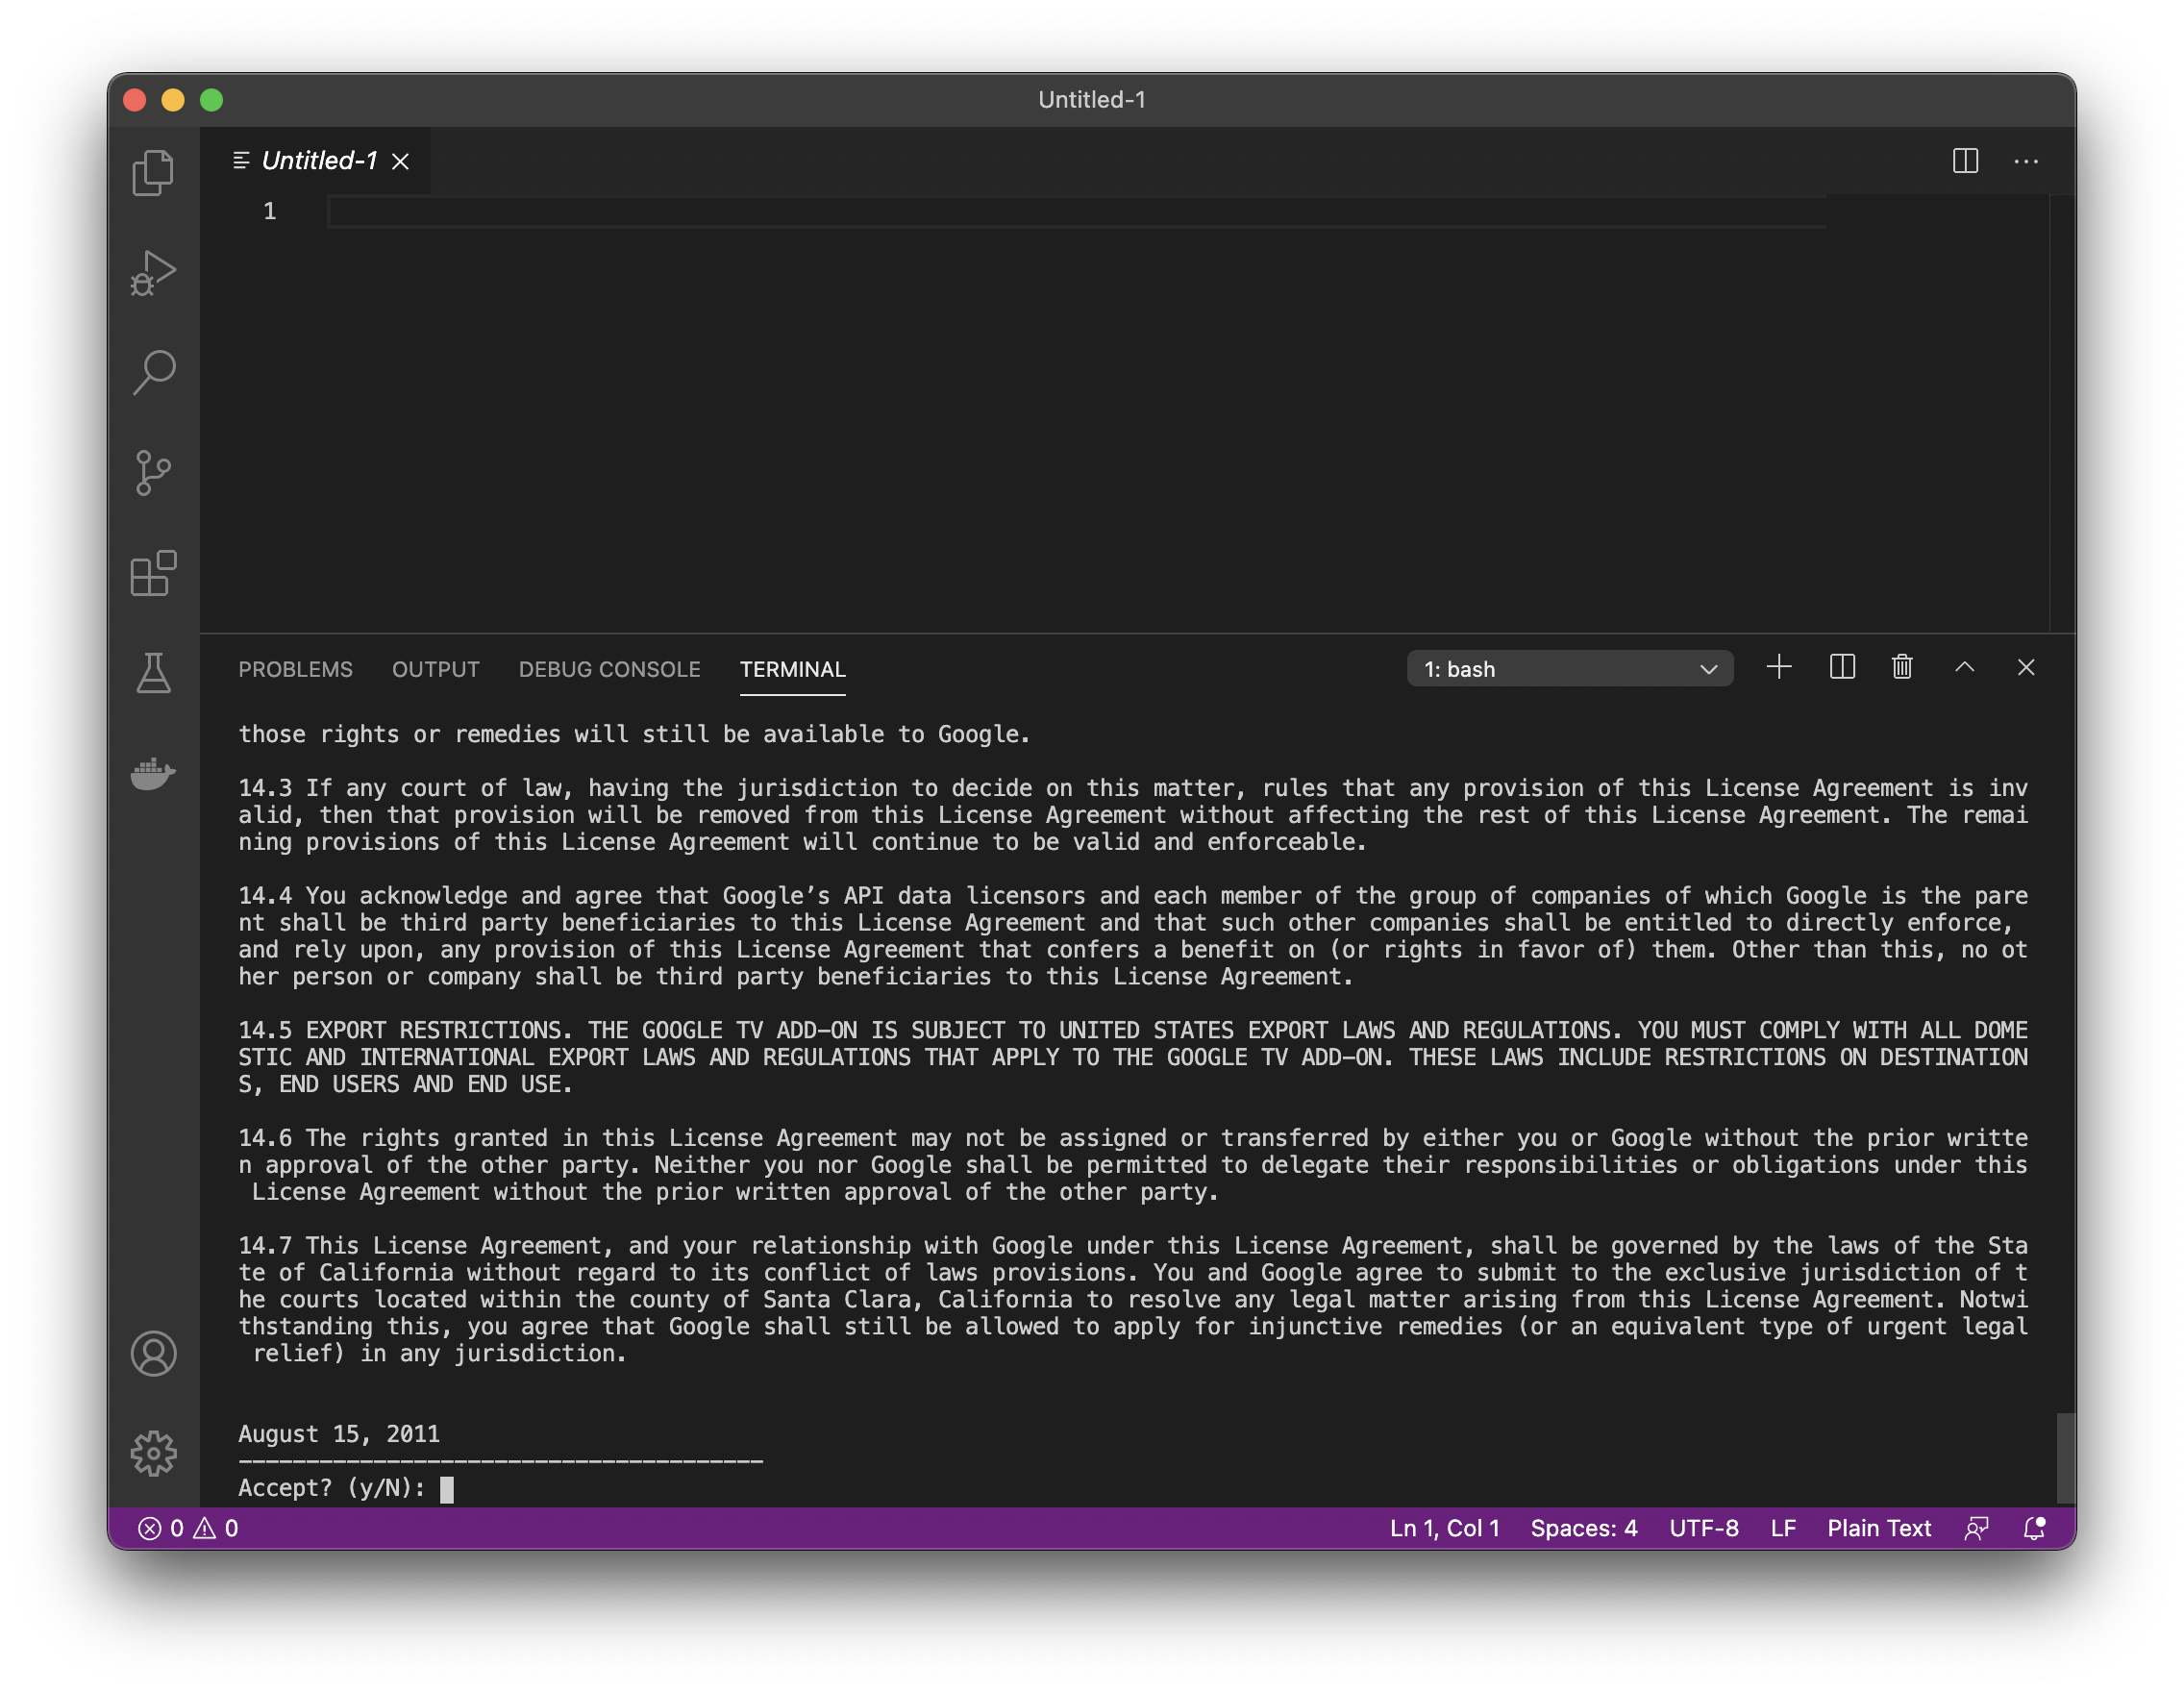 Untitled-1
Untitled-1
1
PROBLEMS OUTPUT DEBUG CONSOLE TERMINAL 1: bash
those rights or remedies will still be available to Google.
14.3 If any court of law, having the jurisdiction to decide on this matter, rules that any provision of this License Agreement is inv
alid, then that provision will be removed from this License Agreement without affecting the rest of this License Agreement. The remai
ning provisions of this License Agreement will continue to be valid and enforceable.
14.4 You acknowledge and agree that Google’s API data licensors and each member of the group of companies of which Google is the pare
nt shall be third party beneficiaries to this License Agreement and that such other companies shall be entitled to directly enforce,
and rely upon, any provision of this License Agreement that confers a benefit on (or rights in favor of) them. Other than this, no ot
her person or company shall be third party beneficiaries to this License Agreement.
14.5 EXPORT RESTRICTIONS. THE GOOGLE TV ADD-ON IS SUBJECT TO UNITED STATES EXPORT LAWS AND REGULATIONS. YOU MUST COMPLY WITH ALL DOME
STIC AND INTERNATIONAL EXPORT LAWS AND REGULATIONS THAT APPLY TO THE GOOGLE TV ADD-ON. THESE LAWS INCLUDE RESTRICTIONS ON DESTINATION
S, END USERS AND END USE.
14.6 The rights granted in this License Agreement may not be assigned or transferred by either you or Google without the prior writte
n approval of the other party. Neither you nor Google shall be permitted to delegate their responsibilities or obligations under this
 License Agreement without the prior written approval of the other party.
14.7 This License Agreement, and your relationship with Google under this License Agreement, shall be governed by the laws of the Sta
te of California without regard to its conflict of laws provisions. You and Google agree to submit to the exclusive jurisdiction of t
he courts located within the county of Santa Clara, California to resolve any legal matter arising from this License Agreement. Notwi
thstanding this, you agree that Google shall still be allowed to apply for injunctive remedies (or an equivalent type of urgent legal
 relief) in any jurisdiction.
August 15, 2011
---------------------------------------
Accept? (y/N):
0 0 Ln 1, Col 1 Spaces: 4 UTF-8 LF Plain Text